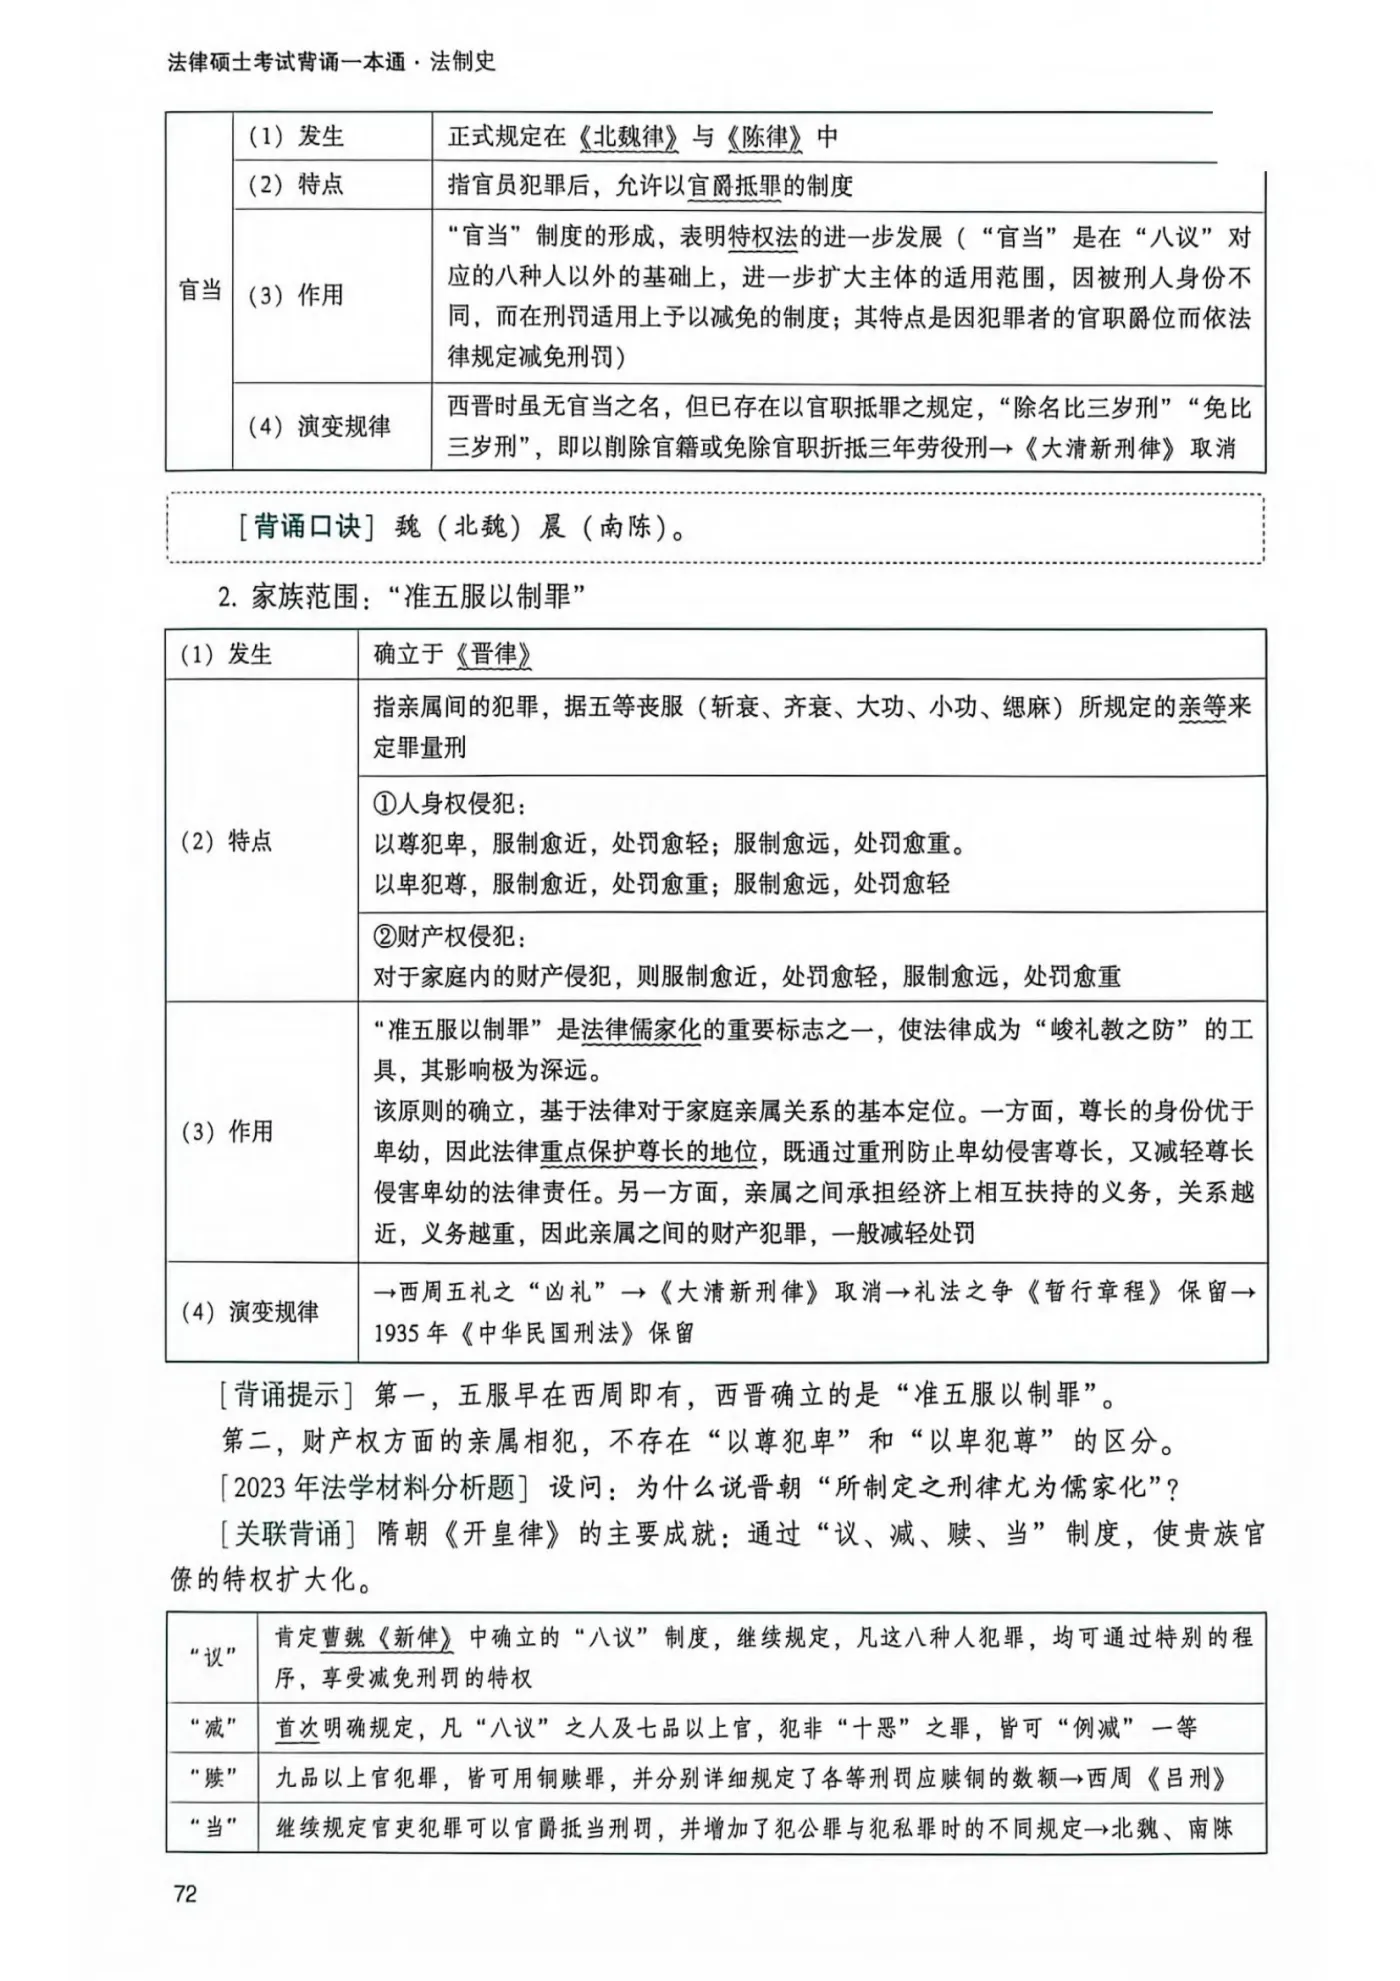 法律硕士考试背诵一本通·法制史
官当
(1) 发生
正式规定在《北魏律》与《陈律》中
(2) 特点
指官员犯罪后，允许以官爵抵罪的制度
(3) 作用
“官当”制度的形成，表明特权法的进一步发展（“官当”是在“八议”对
应的八种人以外的基础上，进一步扩大主体的适用范围，因被刑人身份不
同，而在刑罚适用上予以减免的制度；其特点是因犯罪者的官职爵位而依法
律规定减免刑罚）
(4) 演变规律
西晋时虽无官当之名，但已存在以官职抵罪之规定，“除名比三岁刑”“免比
三岁刑”，即以削除官籍或免除官职折抵三年劳役刑→《大清新刑律》取消
[背诵口诀] 魏（北魏）晨（南陈）。
2. 家族范围：“准五服以制罪”
(1) 发生
确立于《晋律》
(2) 特点
指亲属间的犯罪，据五等丧服（斩衰、齐衰、大功、小功、缌麻）所规定的亲等来
定罪量刑
①人身权侵犯：
以尊犯卑，服制愈近，处罚愈轻；服制愈远，处罚愈重。
以卑犯尊，服制愈近，处罚愈重；服制愈远，处罚愈轻
②财产权侵犯：
对于家庭内的财产侵犯，则服制愈近，处罚愈轻，服制愈远，处罚愈重
(3) 作用
“准五服以制罪”是法律儒家化的重要标志之一，使法律成为“峻礼教之防”的工
具，其影响极为深远。
该原则的确立，基于法律对于家庭亲属关系的基本定位。一方面，尊长的身份优于
卑幼，因此法律重点保护尊长的地位，既通过重刑防止卑幼侵害尊长，又减轻尊长
侵害卑幼的法律责任。另一方面，亲属之间承担经济上相互扶持的义务，关系越
近，义务越重，因此亲属之间的财产犯罪，一般减轻处罚
(4) 演变规律
→西周五礼之“凶礼”→《大清新刑律》取消→礼法之争《暂行章程》保留→
1935年《中华民国刑法》保留
[背诵提示] 第一，五服早在西周即有，西晋确立的是“准五服以制罪”。
第二，财产权方面的亲属相犯，不存在“以尊犯卑”和“以卑犯尊”的区分。
[2023年法学材料分析题] 设问：为什么说晋朝“所制定之刑律尤为儒家化”？
[关联背诵] 隋朝《开皇律》的主要成就：通过“议、减、赎、当”制度，使贵族官
僚的特权扩大化。
“议”
肯定曹魏《新律》中确立的“八议”制度，继续规定，凡这八种人犯罪，均可通过特别的程
序，享受减免刑罚的特权
“减”
首次明确规定，凡“八议”之人及七品以上官，犯非“十恶”之罪，皆可“例减”一等
“赎”
九品以上官犯罪，皆可用铜赎罪，并分别详细规定了各等刑罚应赎铜的数额→西周《吕刑》
“当”
继续规定官吏犯罪可以官爵抵当刑罚，并增加了犯公罪与犯私罪时的不同规定→北魏、南陈
72